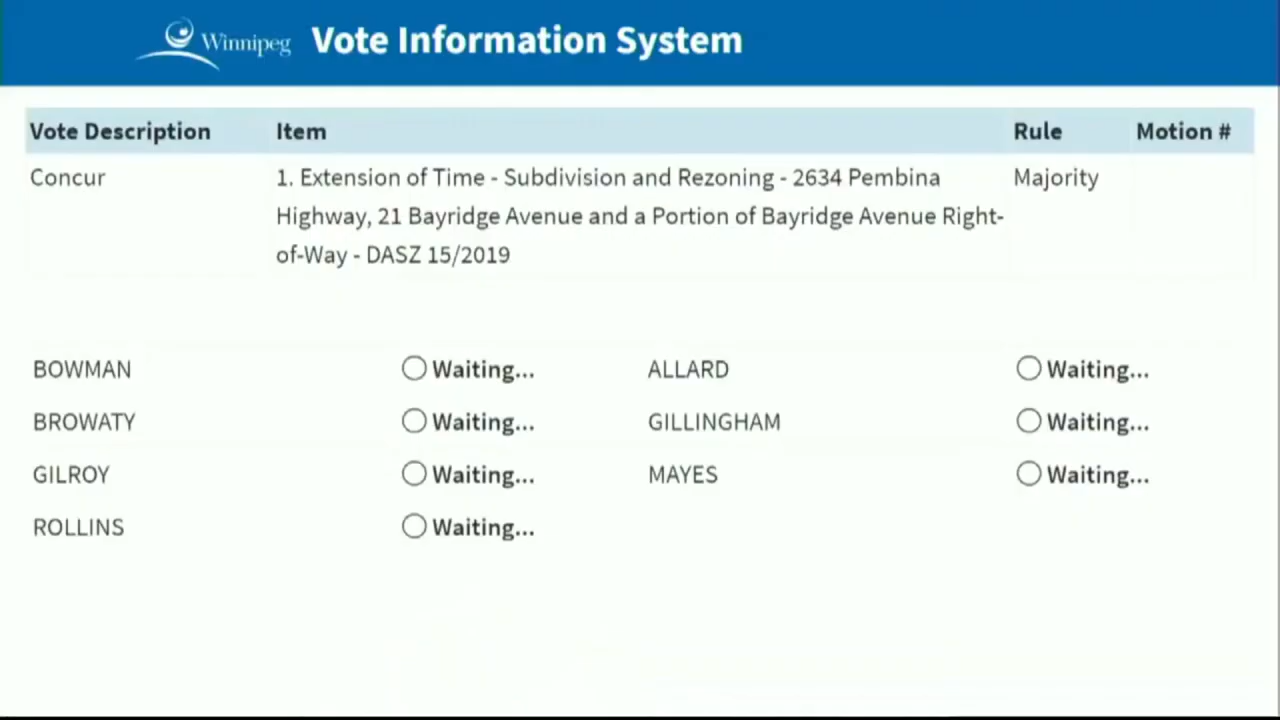 Winnipeg Vote Information System
Vote Description Item Rule Motion #
Concur 1. Extension of Time - Subdivision and Rezoning - 2634 Pembina Majority
Highway, 21 Bayridge Avenue and a Portion of Bayridge Avenue Right-
of-Way - DASZ 15/2019
BOWMAN Waiting... ALLARD Waiting...
BROWATY Waiting... GILLINGHAM Waiting...
GILROY Waiting... MAYES Waiting...
ROLLINS Waiting...